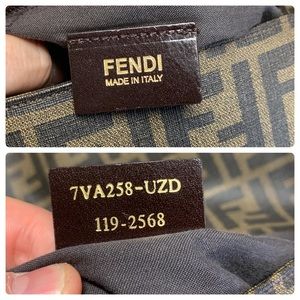 FENDI
MADE IN ITALY
7VA258-UZD
119-2568